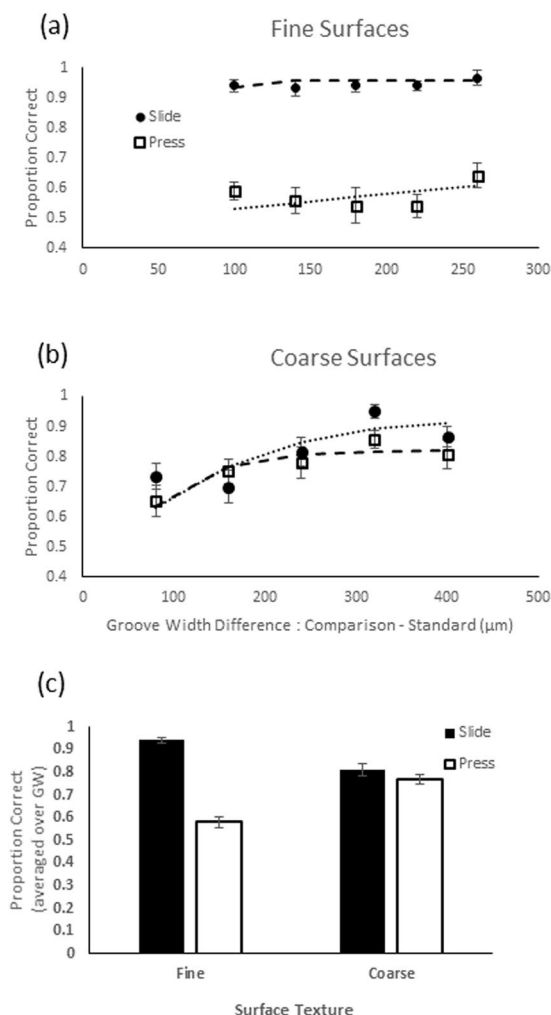 (a)
Fine Surfaces
Proportion Correct
1
0.9
0.8
0.7
0.6
0.5
0.4
Slide
Press
0 50 100 150 200 250 300
(b)
Coarse Surfaces
Proportion Correct
1
0.9
0.8
0.7
0.6
0.5
0.4
0 100 200 300 400 500
Groove Width Difference : Comparison - Standard (μm)
(c)
Proportion Correct
(averaged over GW)
1
0.9
0.8
0.7
0.6
0.5
0.4
0.3
0.2
0.1
0
Slide
Press
Fine Coarse
Surface Texture